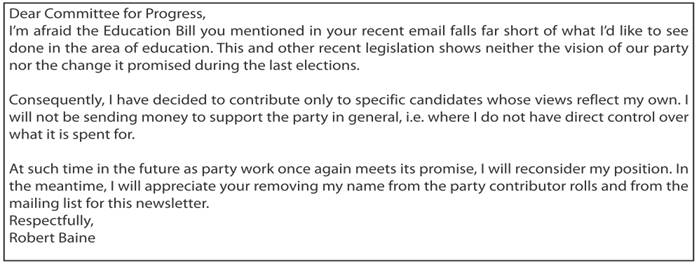 Dear Committee for Progress,
I'm afraid the Education Bill you mentioned in your recent email falls far short of what I'd like to see
done in the area of education. This and other recent legislation shows neither the vision of our party
nor the change it promised during the last elections.
Consequently, I have decided to contribute only to specific candidates whose views reflect my own. I
will not be sending money to support the party in general, i.e. where I do not have direct control over
what it is spent for.
At such time in the future as party work once again meets its promise, I will reconsider my position. In
the meantime, I will appreciate your removing my name from the party contributor rolls and from the
mailing list for this newsletter.
Respectfully,
Robert Baine